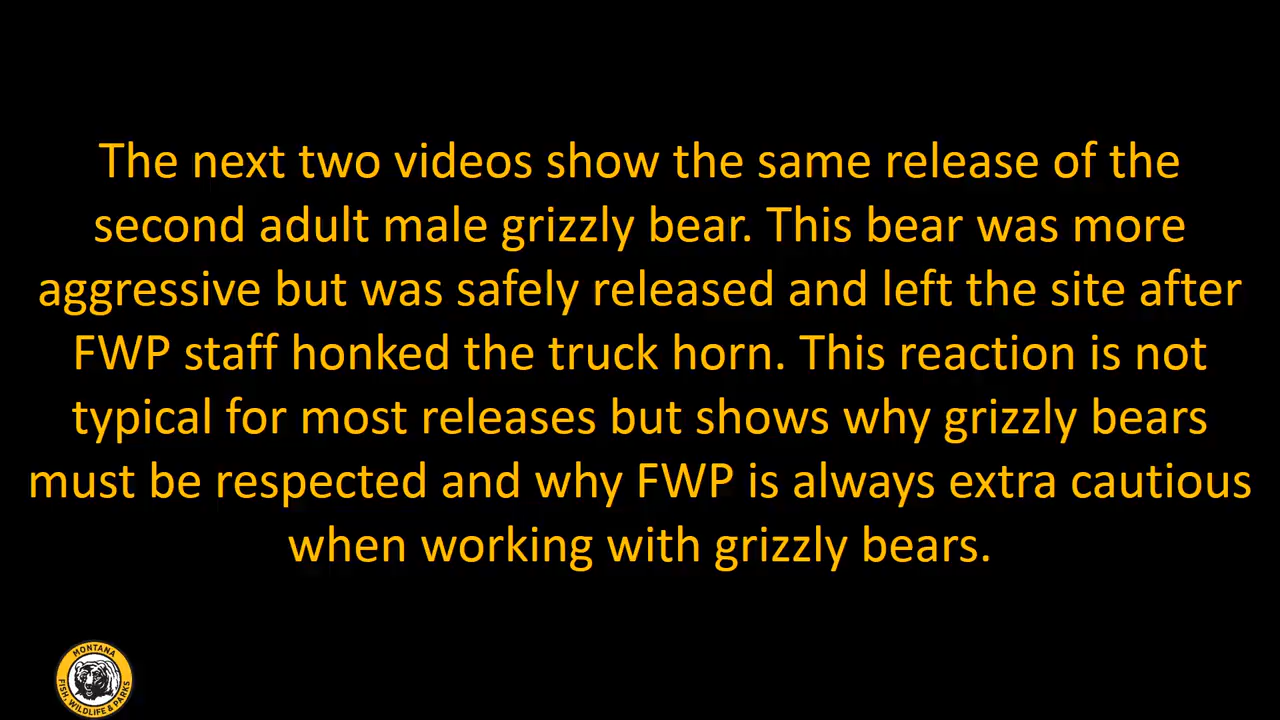 The next two videos show the same release of the
second adult male grizzly bear. This bear was more
aggressive but was safely released and left the site after
FWP staff honked the truck horn. This reaction is not
typical for most releases but shows why grizzly bears
must be respected and why FWP is always extra cautious
when working with grizzly bears.
MONTANA
FISH, WILDLIFE & PARKS